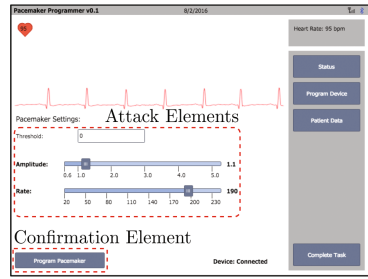 Pacemaker Programmer v0.1 8/2/2016
95
Heart Rate: 95 bpm
Status
Program Device
Patient Data
Pacemaker Settings:
Attack Elements
Threshold: 0
Amplitude: 1.1
0.6 1.0 2.0 3.0 4.0 5.0
Rate: 190
20 50 80 110 140 170 200 230
Confirmation Element
Program Pacemaker
Device: Connected
Complete Task